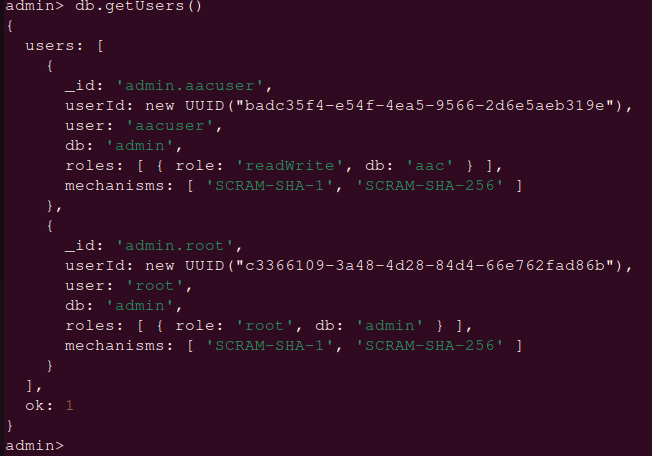 admin> db.getUsers()
{
  users: [
    {
      _id: 'admin.aacuser',
      userId: new UUID("badc35f4-e54f-4ea5-9566-2d6e5aeb319e"),
      user: 'aacuser',
      db: 'admin',
      roles: [ { role: 'readWrite', db: 'aac' } ],
      mechanisms: [ 'SCRAM-SHA-1', 'SCRAM-SHA-256' ]
    },
    {
      _id: 'admin.root',
      userId: new UUID("c3366109-3a48-4d28-84d4-66e762fad86b"),
      user: 'root',
      db: 'admin',
      roles: [ { role: 'root', db: 'admin' } ],
      mechanisms: [ 'SCRAM-SHA-1', 'SCRAM-SHA-256' ]
    }
  ],
  ok: 1
}
admin>